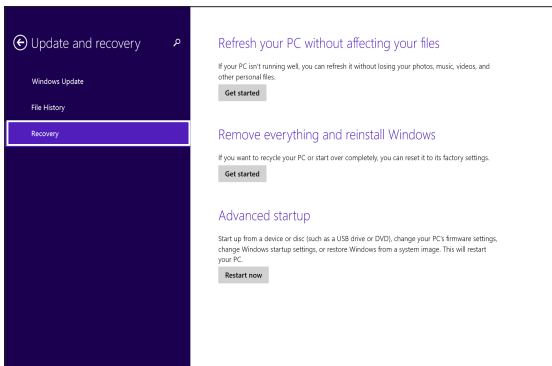 Update and recovery
Windows Update
File History
Recovery
Refresh your PC without affecting your files
If your PC isn't running well, you can refresh it without losing your photos, music, videos, and
other personal files.
Get started
Remove everything and reinstall Windows
If you want to recycle your PC or start over completely, you can reset it to its factory settings.
Get started
Advanced startup
Start up from a device or disc (such as a USB drive or DVD), change your PC's firmware settings,
change Windows startup settings, or restore Windows from a system image. This will restart
your PC.
Restart now